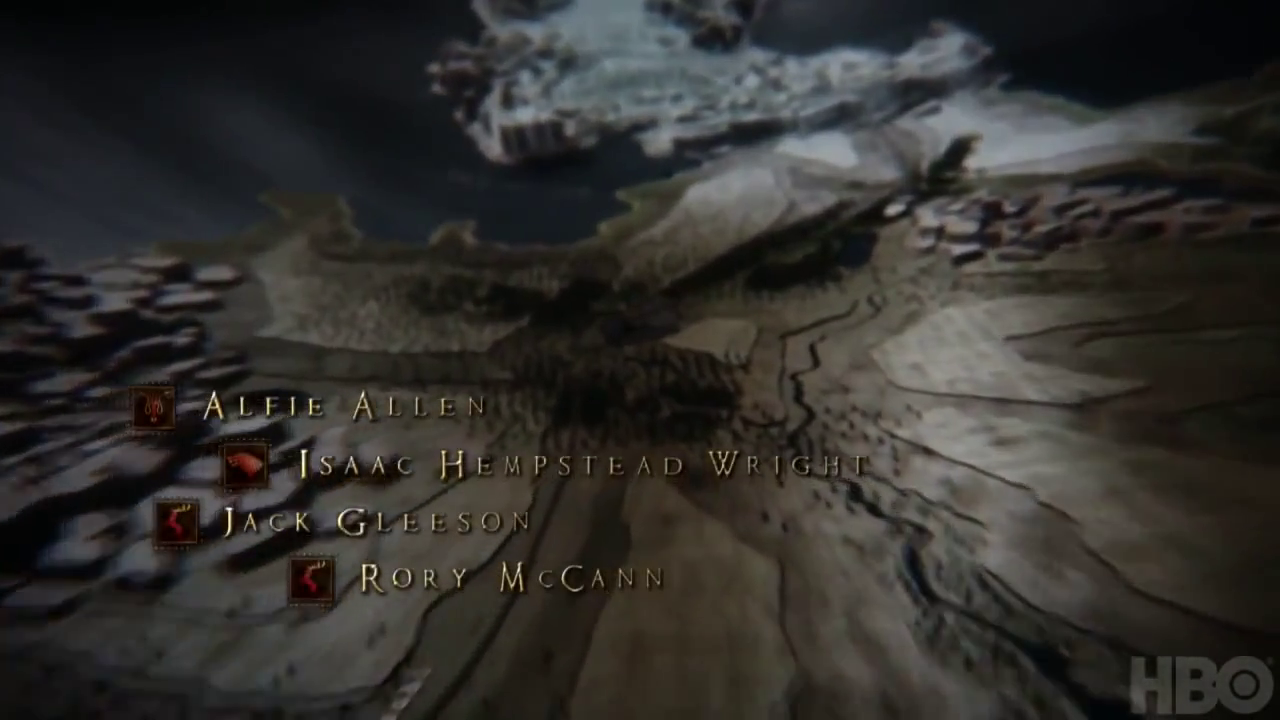 Alfie Allen
Isaac Hempstead Wright
Jack Gleeson
Rory McCann
HBO